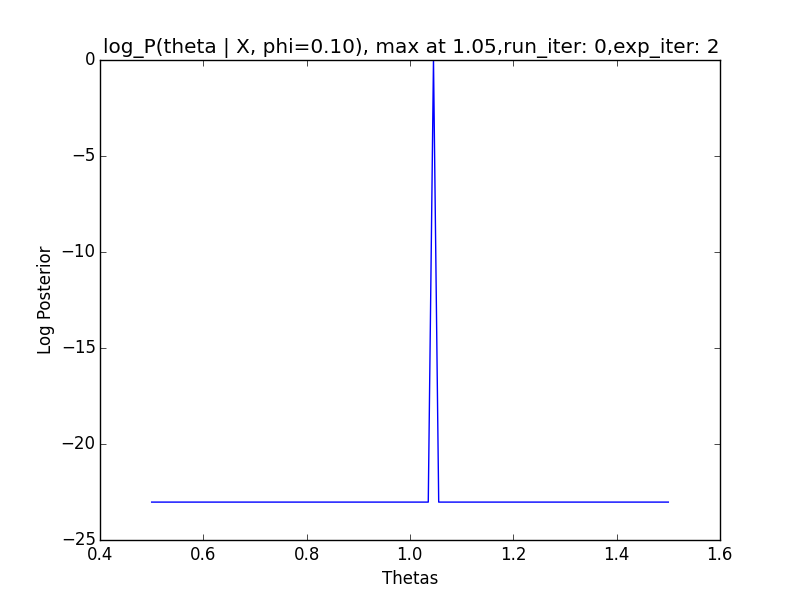 log_P(theta | X, phi=0.10), max at 1.05,run_iter: 0,exp_iter: 2
0
−5
−10
−15
−20
−25
Log Posterior
0.4 0.6 0.8 1.0 1.2 1.4 1.6
Thetas